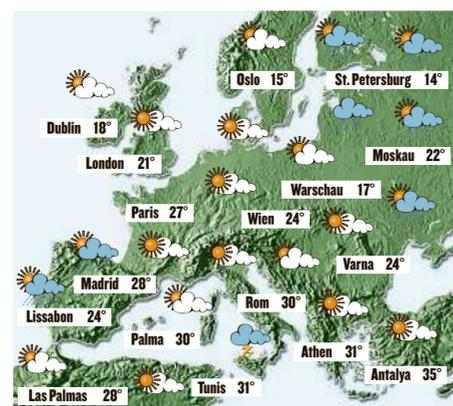 Oslo 15°
St. Petersburg 14°
Dublin 18°
London 21°
Moskau 22°
Warschau 17°
Paris 27°
Wien 24°
Varna 24°
Madrid 28°
Rom 30°
Lissabon 24°
Palma 30°
Athen 31°
Antalya 35°
Las Palmas 28°
Tunis 31°